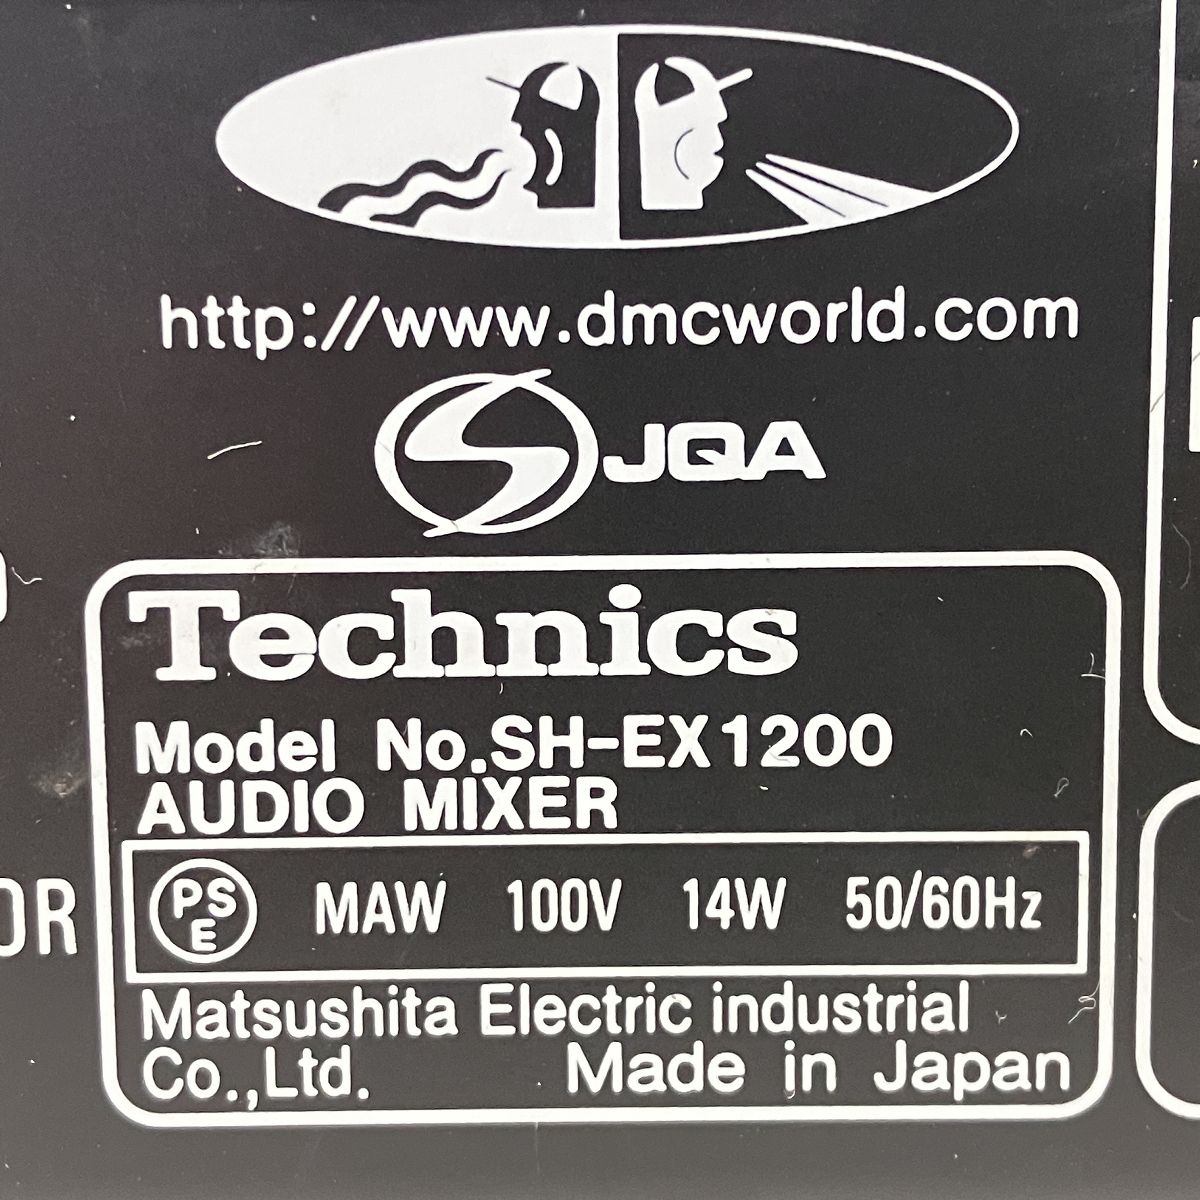 http://www.dmcworld.com
JQA
Technics
Model No.SH-EX1200
AUDIO MIXER
PSE MAW 100V 14W 50/60Hz
OR
Matsushita Electric industrial
Co.,Ltd. Made in Japan